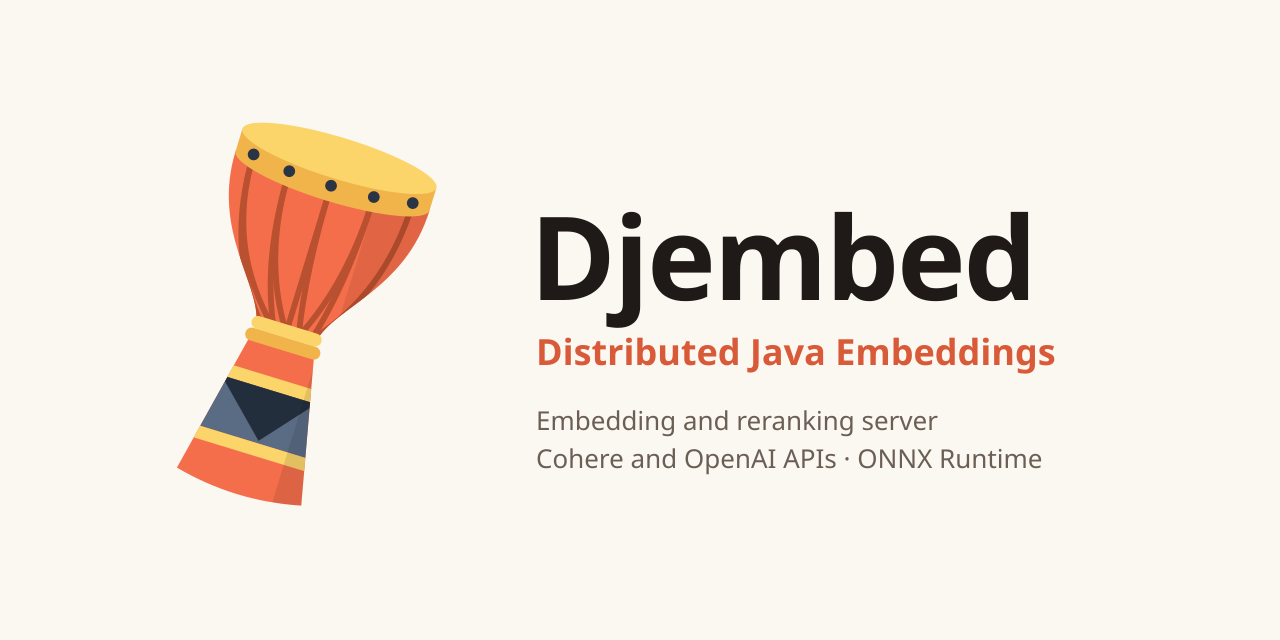 Djembed
Distributed Java Embeddings
Embedding and reranking server
Cohere and OpenAI APIs · ONNX Runtime